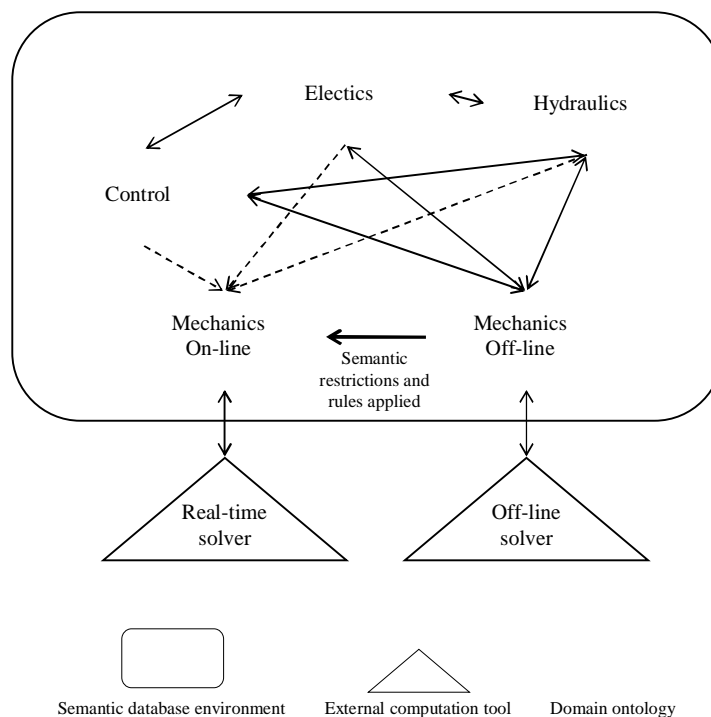 Electics
Hydraulics
Control
Mechanics
On-line
Mechanics
Off-line
Semantic
restrictions and
rules applied
Real-time
solver
Off-line
solver
Semantic database environment
External computation tool
Domain ontology